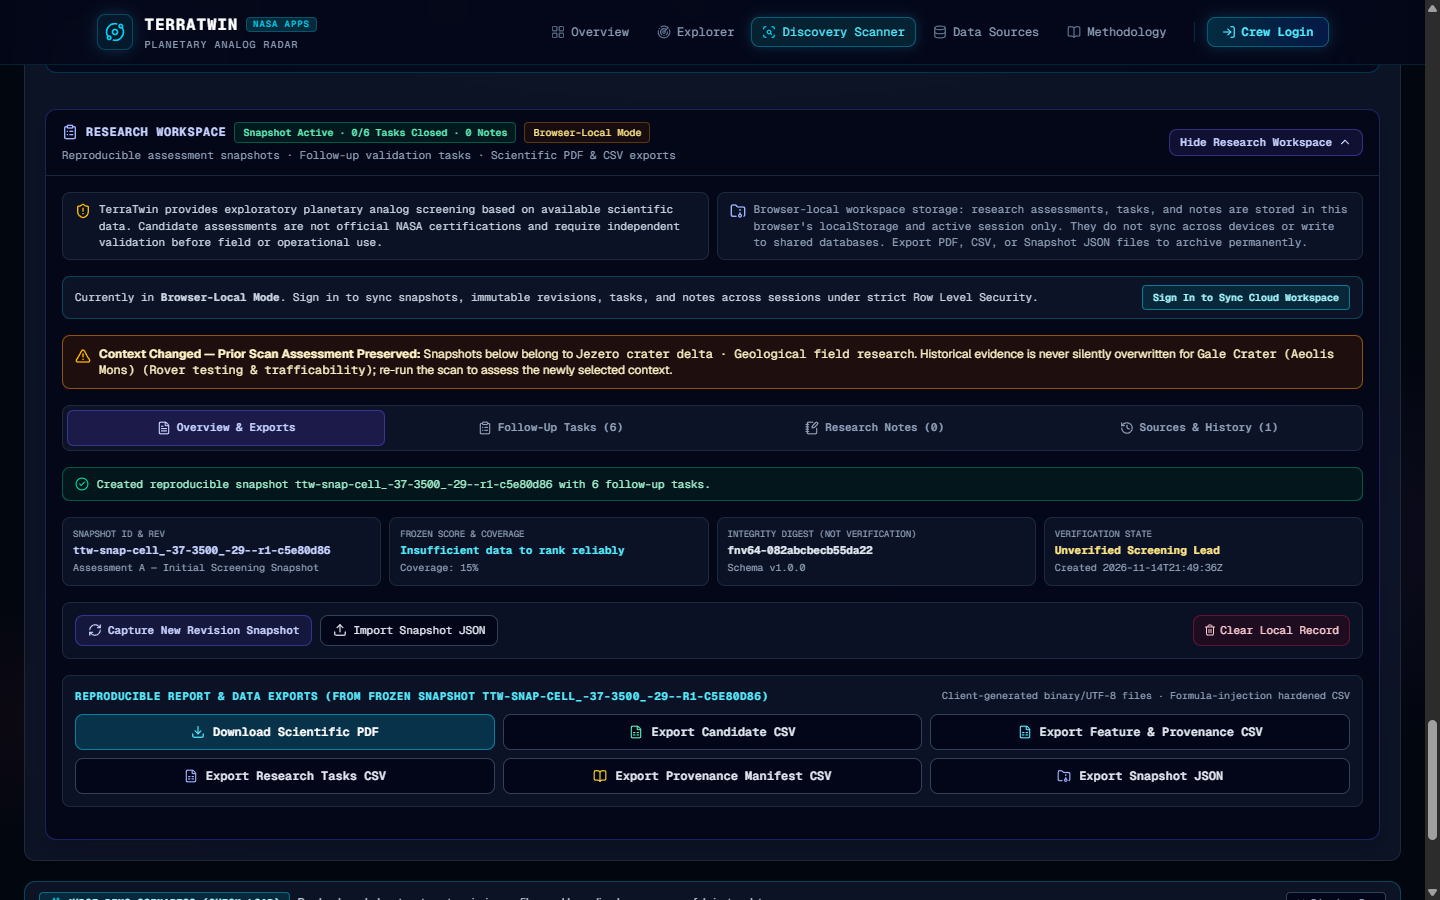 TERRATWIN NASA APPS
PLANETARY ANALOG RADAR
Overview
Explorer
Discovery Scanner
Data Sources
Methodology
Crew Login
RESEARCH WORKSPACE
Snapshot Active · 0/6 Tasks Closed · 0 Notes
Browser-Local Mode
Reproducible assessment snapshots · Follow-up validation tasks · Scientific PDF & CSV exports
Hide Research Workspace
TerraTwin provides exploratory planetary analog screening based on available scientific
data. Candidate assessments are not official NASA certifications and require independent
validation before field or operational use.
Browser-local workspace storage: research assessments, tasks, and notes are stored in this
browser's localStorage and active session only. They do not sync across devices or write
to shared databases. Export PDF, CSV, or Snapshot JSON files to archive permanently.
Currently in Browser-Local Mode. Sign in to sync snapshots, immutable revisions, tasks, and notes across sessions under strict Row Level Security.
Sign In to Sync Cloud Workspace
Context Changed — Prior Scan Assessment Preserved: Snapshots below belong to Jezero crater delta · Geological field research. Historical evidence is never silently overwritten for Gale Crater (Aeolis
Mons) (Rover testing & trafficability); re-run the scan to assess the newly selected context.
Overview & Exports
Follow-Up Tasks (6)
Research Notes (0)
Sources & History (1)
Created reproducible snapshot ttw-snap-cell_-37-3500_-29--r1-c5e80d86 with 6 follow-up tasks.
SNAPSHOT ID & REV
ttw-snap-cell_-37-3500_-29--r1-c5e80d86
Assessment A — Initial Screening Snapshot
FROZEN SCORE & COVERAGE
Insufficient data to rank reliably
Coverage: 15%
INTEGRITY DIGEST (NOT VERIFICATION)
fnv64-082abcbecb55da22
Schema v1.0.0
VERIFICATION STATE
Unverified Screening Lead
Created 2026-11-14T21:49:36Z
Capture New Revision Snapshot
Import Snapshot JSON
Clear Local Record
REPRODUCIBLE REPORT & DATA EXPORTS (FROM FROZEN SNAPSHOT TTW-SNAP-CELL_-37-3500_-29--R1-C5E80D86)
Client-generated binary/UTF-8 files · Formula-injection hardened CSV
Download Scientific PDF
Export Candidate CSV
Export Feature & Provenance CSV
Export Research Tasks CSV
Export Provenance Manifest CSV
Export Snapshot JSON